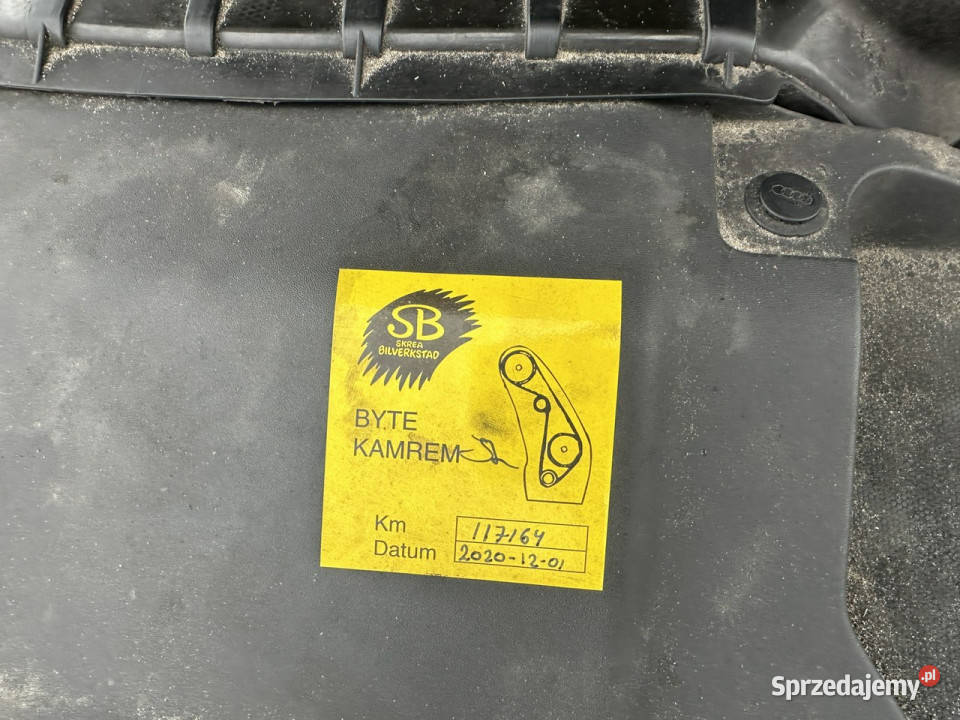 SB
SKREA
BILVERKSTAD
BYTE
KAMREM
Km 117164
Datum 2020-12-01
Sprzedajemy.pl